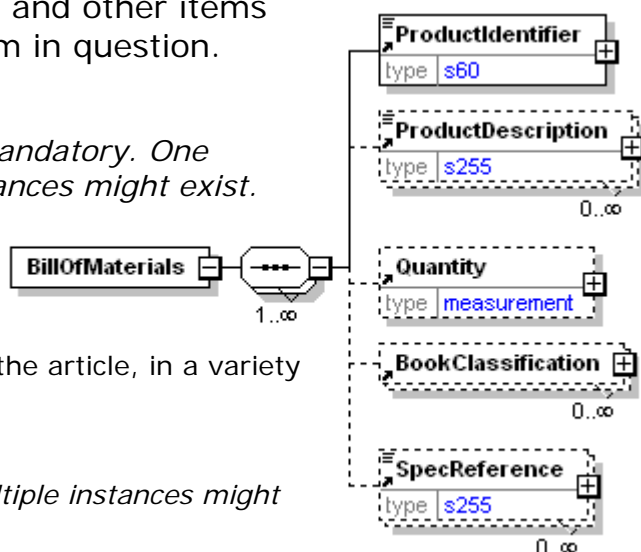 and other items
m in question.
andatory. One
ances might exist.
the article, in a variety
ltiple instances might
BillOfMaterials
1..∞
ProductIdentifier
type s60
ProductDescription
type s255
0..∞
Quantity
type measurement
BookClassification
0..∞
SpecReference
type s255
0..∞